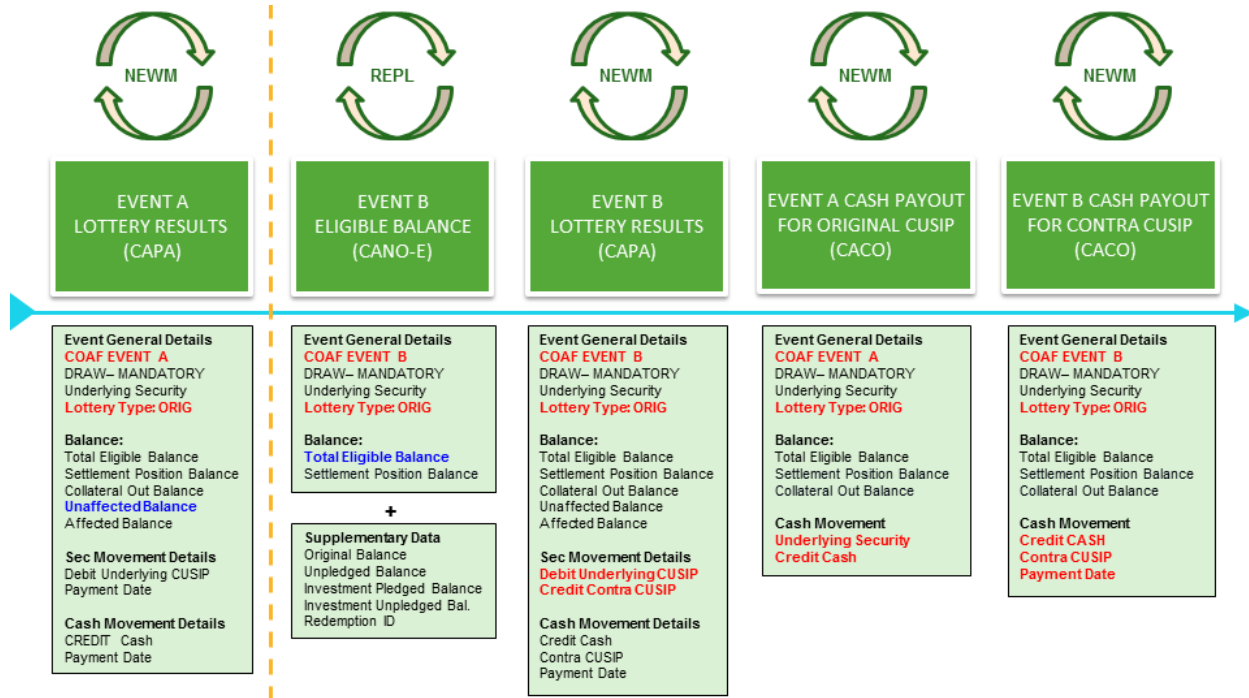 NEWM
REPL
NEWM
NEWM
NEWM
EVENT A
LOTTERY RESULTS
(CAPA)
EVENT B
ELIGIBLE BALANCE
(CANO-E)
EVENT B
LOTTERY RESULTS
(CAPA)
EVENT A CASH PAYOUT
FOR ORIGINAL CUSIP
(CACO)
EVENT B CASH PAYOUT
FOR CONTRA CUSIP
(CACO)
Event General Details
COAF EVENT A
DRAW– MANDATORY
Underlying Security
Lottery Type: ORIG
Balance:
Total Eligible Balance
Settlement Position Balance
Collateral Out Balance
Unaffected Balance
Affected Balance
Sec Movement Details
Debit Underlying CUSIP
Payment Date
Cash Movement Details
CREDIT Cash
Payment Date
Event General Details
COAF EVENT B
DRAW– MANDATORY
Underlying Security
Lottery Type: ORIG
Balance:
Total Eligible Balance
Settlement Position Balance
+
Supplementary Data
Original Balance
Unpledged Balance
Investment Pledged Balance
Investment Unpledged Bal.
Redemption ID
Event General Details
COAF EVENT B
DRAW– MANDATORY
Underlying Security
Lottery Type: ORIG
Balance:
Total Eligible Balance
Settlement Position Balance
Collateral Out Balance
Unaffected Balance
Affected Balance
Sec Movement Details
Debit Underlying CUSIP
Credit Contra CUSIP
Cash Movement Details
Credit Cash
Contra CUSIP
Payment Date
Event General Details
COAF EVENT A
DRAW– MANDATORY
Underlying Security
Lottery Type: ORIG
Balance:
Total Eligible Balance
Settlement Position Balance
Collateral Out Balance
Cash Movement
Underlying Security
Credit Cash
Event General Details
COAF EVENT B
DRAW– MANDATORY
Underlying Security
Lottery Type: ORIG
Balance:
Total Eligible Balance
Settlement Position Balance
Collateral Out Balance
Cash Movement
Credit CASH
Contra CUSIP
Payment Date